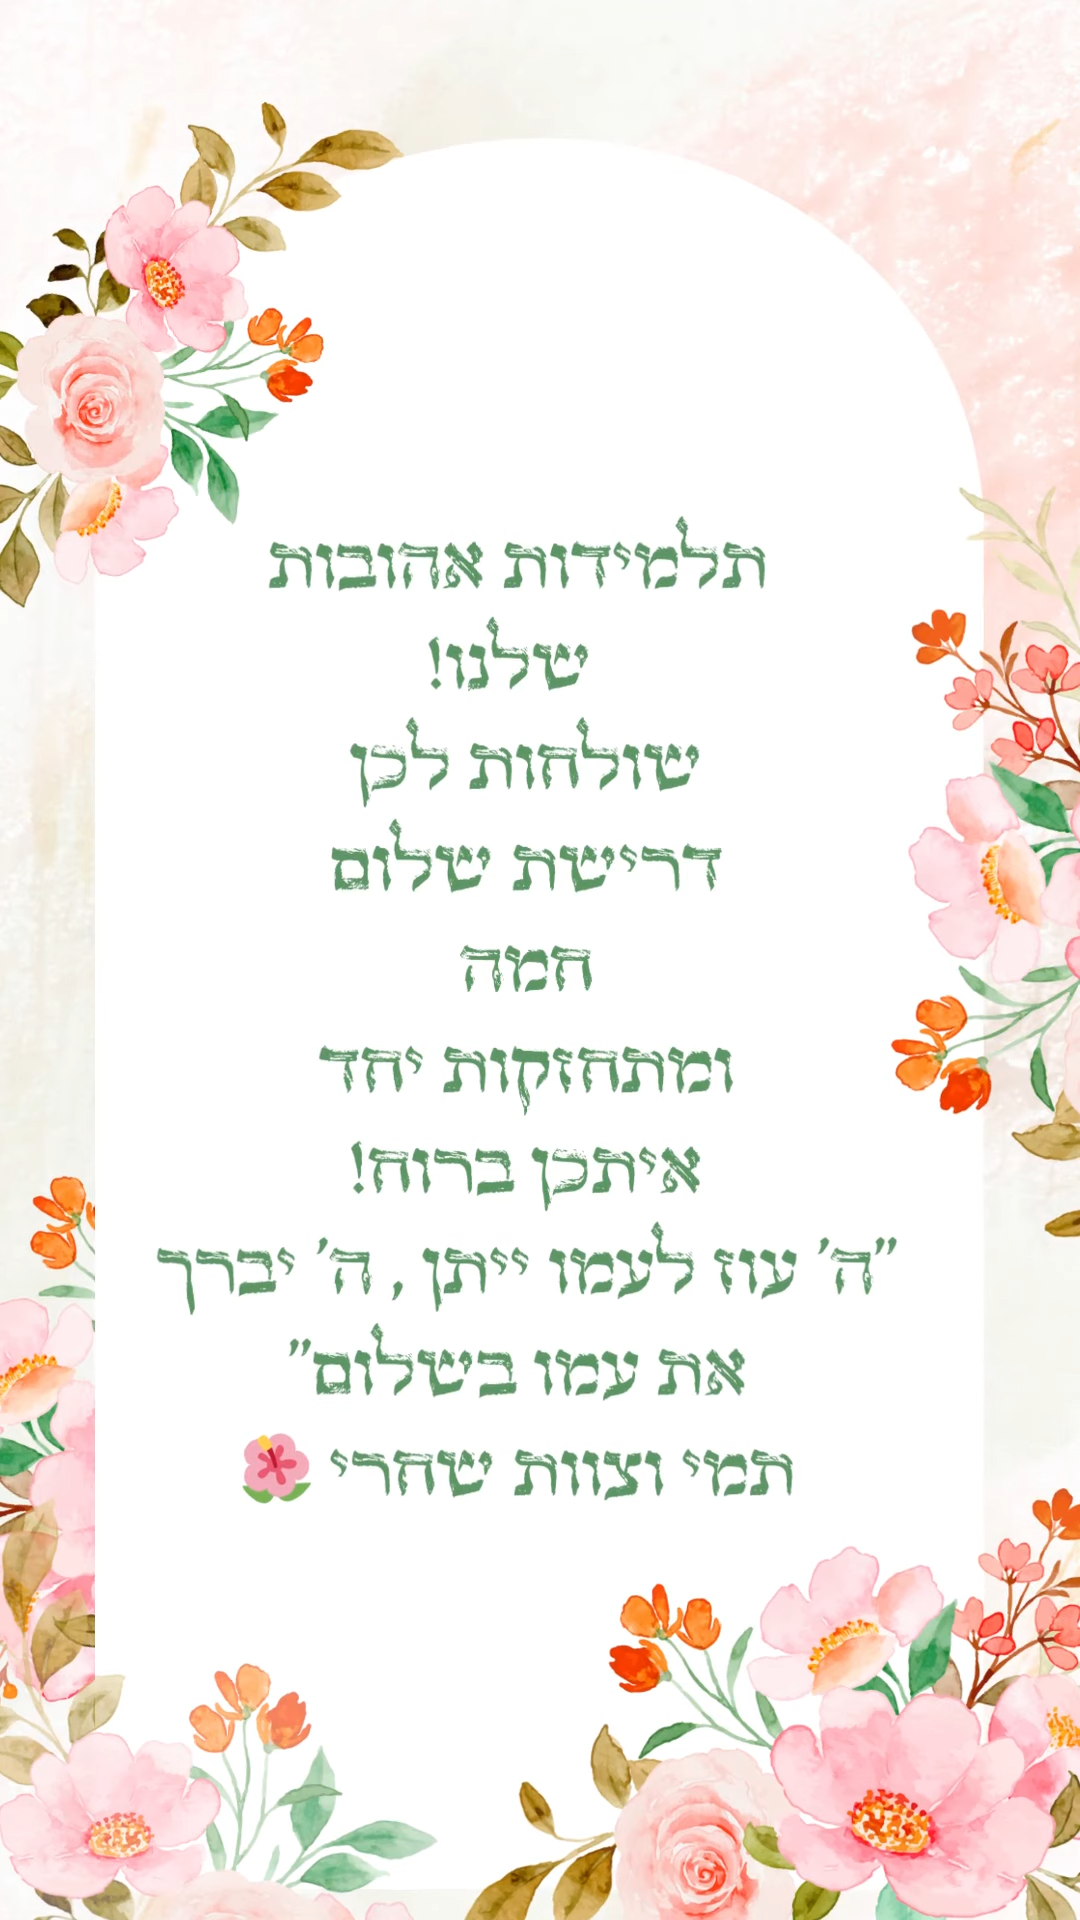 תלמידות אהובות
שלנו!
שולחות לכן
דרישת שלום
חמה
ומתחזקות יחד
איתכן ברוח!
"ה' עוז לעמו ייתן , ה' יברך
את עמו בשלום"
תמי וצוות שחרי 🌺